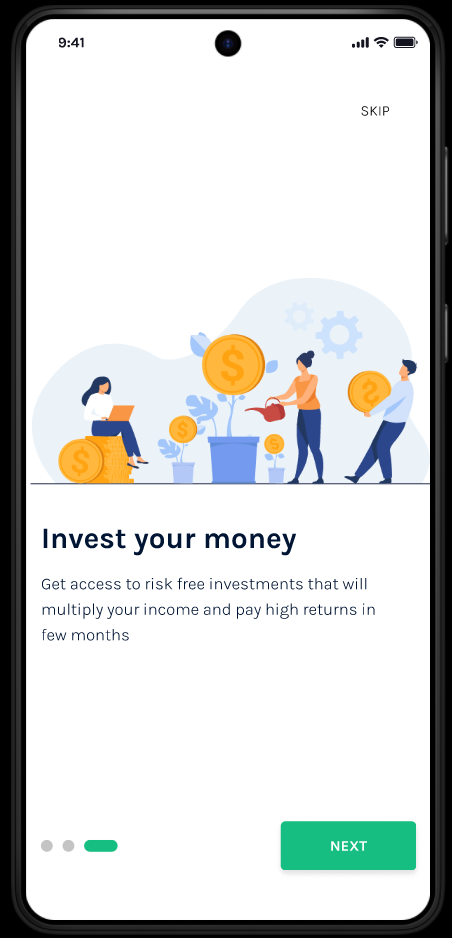 9:41
SKIP
$
$
$
$
$
Invest your money
Get access to risk free investments that will
multiply your income and pay high returns in
few months
NEXT